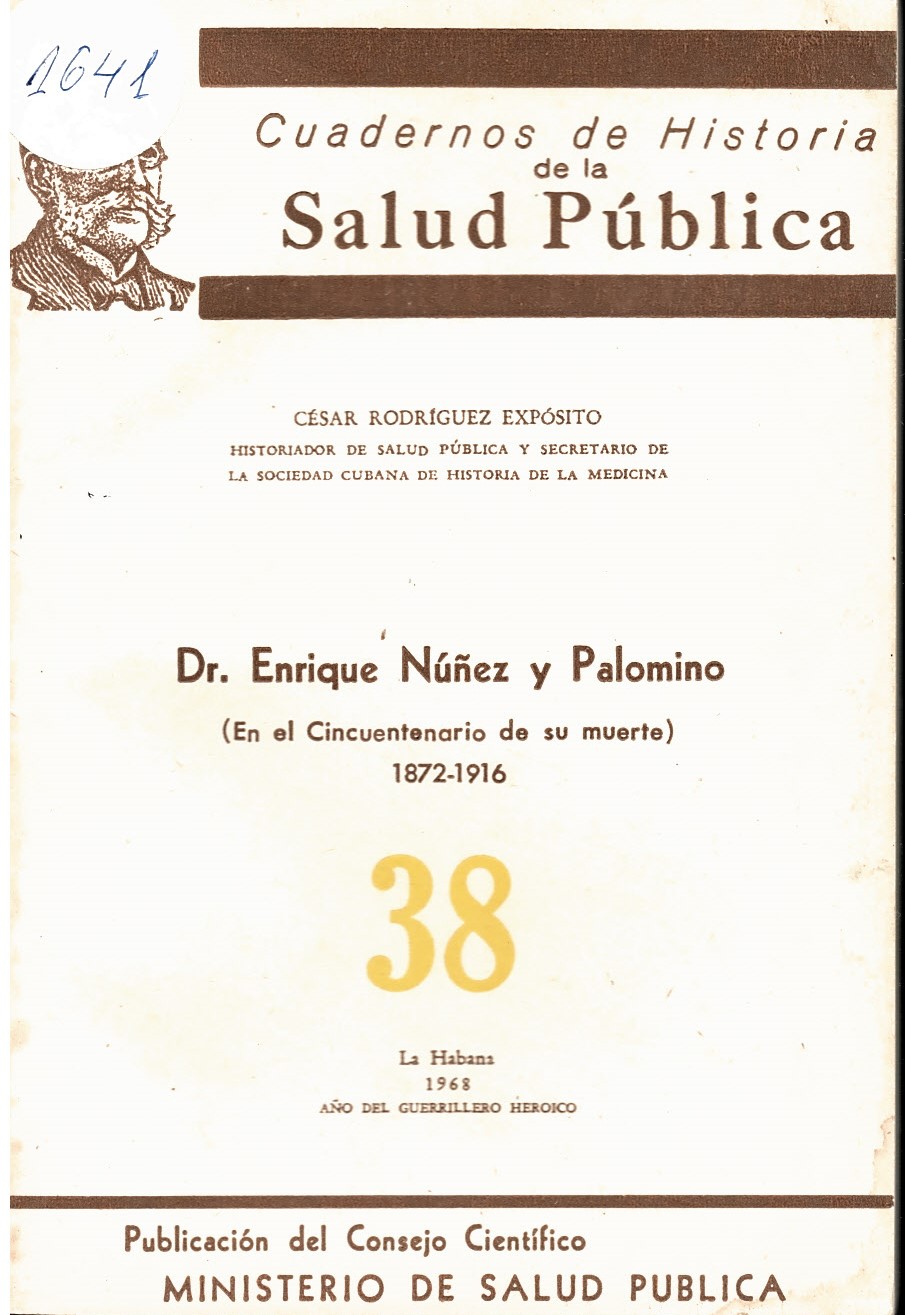 1641
Cuadernos de Historia
de la
Salud Pública
CÉSAR RODRÍGUEZ EXPÓSITO
HISTORIADOR DE SALUD PÚBLICA Y SECRETARIO DE
LA SOCIEDAD CUBANA DE HISTORIA DE LA MEDICINA
Dr. Enrique Núñez y Palomino
(En el Cincuentenario de su muerte)
1872-1916
38
La Habana
1968
AÑO DEL GUERRILLERO HEROICO
Publicación del Consejo Científico
MINISTERIO DE SALUD PUBLICA